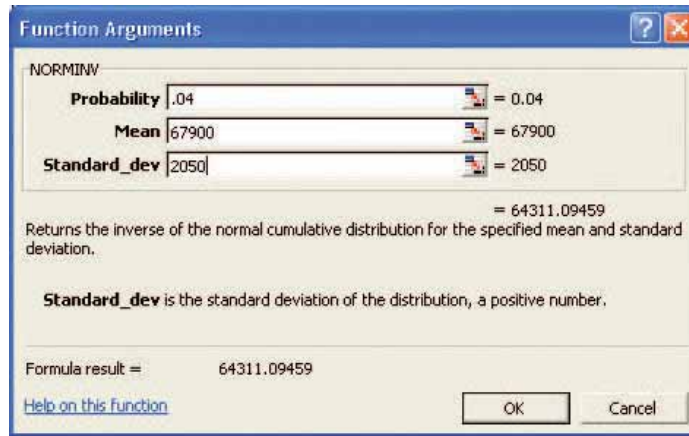 Function Arguments
NORMINV
Probability .04 = 0.04
Mean 67900 = 67900
Standard_dev 2050 = 2050
= 64311.09459
Returns the inverse of the normal cumulative distribution for the specified mean and standard
deviation.
Standard_dev is the standard deviation of the distribution, a positive number.
Formula result = 64311.09459
Help on this function
OK
Cancel